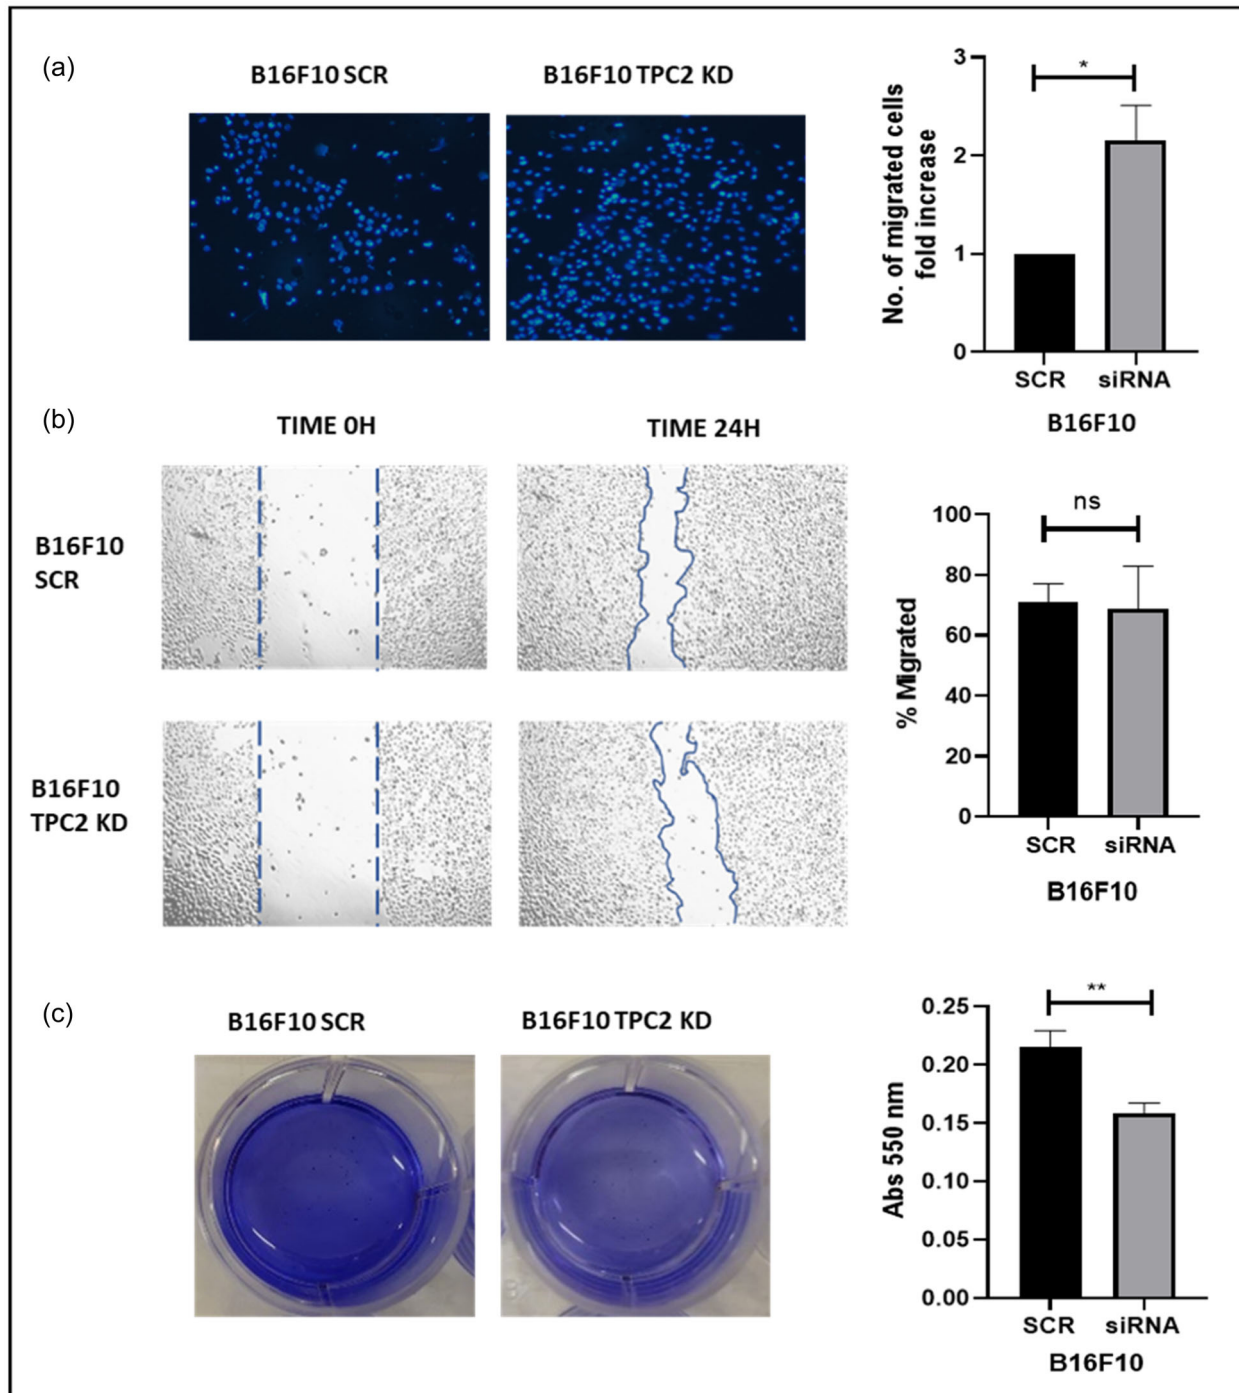 (a)
B16F10 SCR
B16F10 TPC2 KD
No. of migrated cells
fold increase
3
2
1
0
*
SCR
siRNA
B16F10
(b)
TIME 0H
TIME 24H
B16F10
SCR
B16F10
TPC2 KD
% Migrated
100
80
60
40
20
0
ns
SCR
siRNA
B16F10
(c)
B16F10 SCR
B16F10 TPC2 KD
Abs 550 nm
0.25
0.20
0.15
0.10
0.05
0.00
**
SCR
siRNA
B16F10